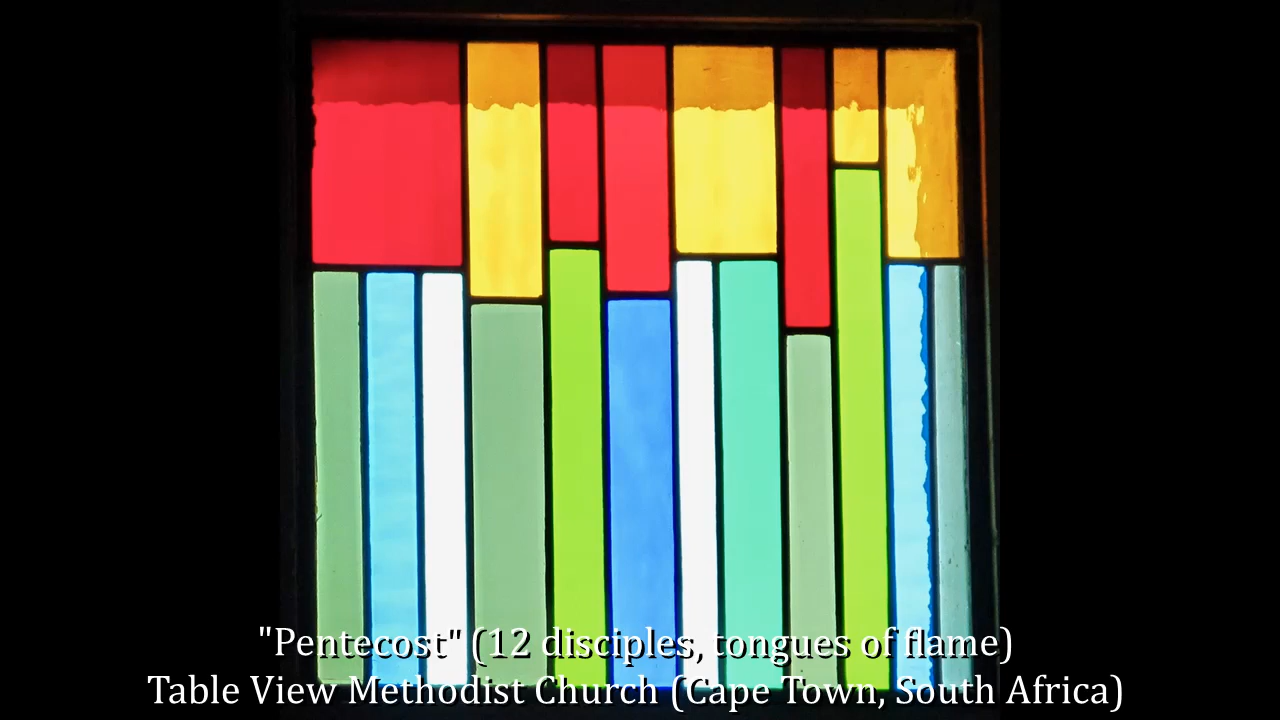 "Pentecost" (12 disciples, tongues of flame)
Table View Methodist Church (Cape Town, South Africa)